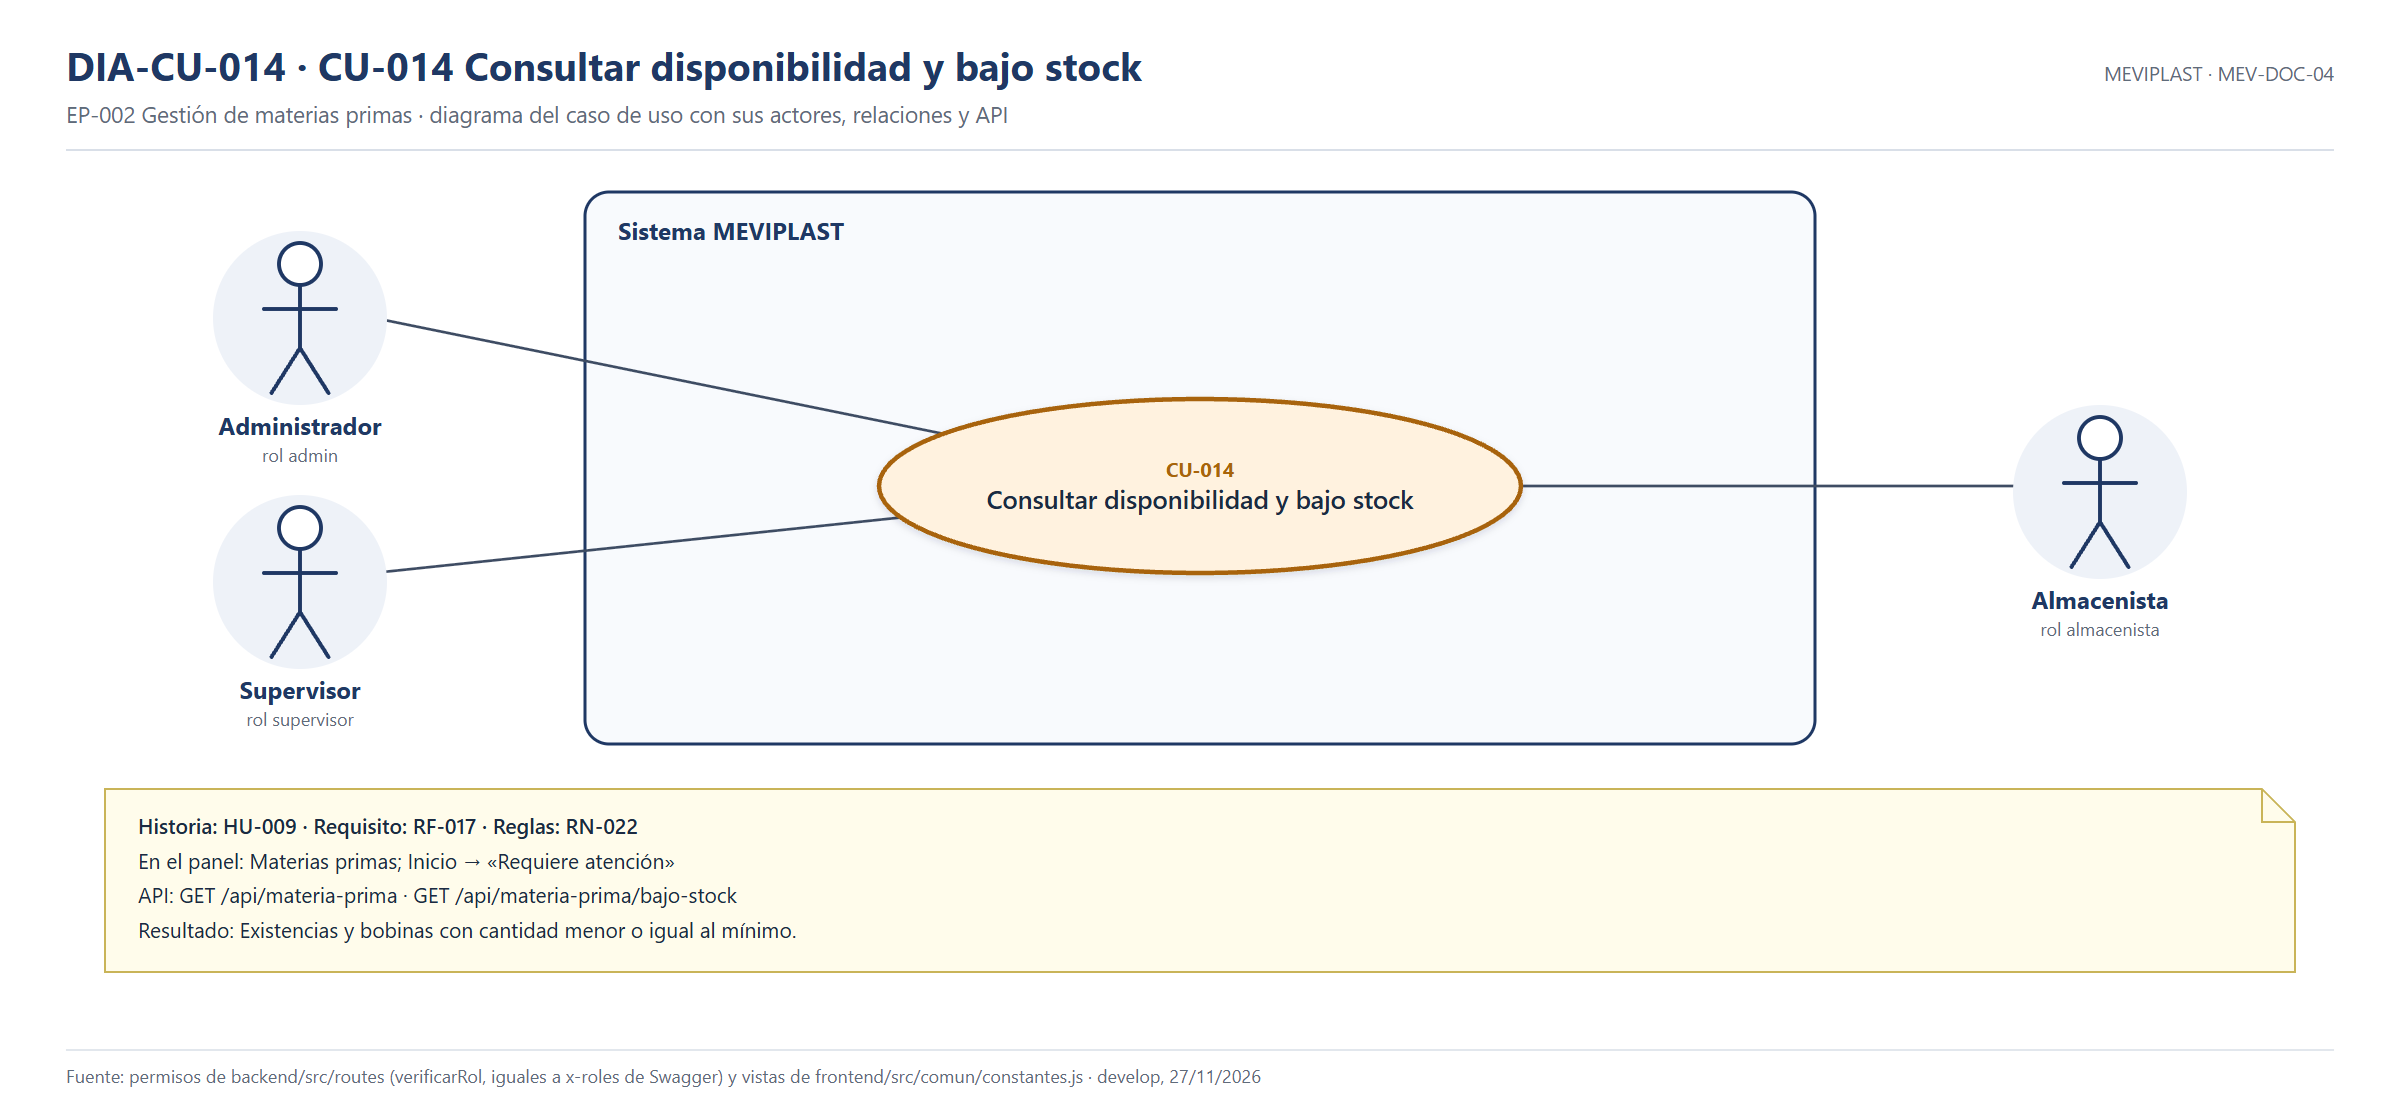 DIA-CU-014 · CU-014 Consultar disponibilidad y bajo stock
MEVIPLAST · MEV-DOC-04
EP-002 Gestión de materias primas · diagrama del caso de uso con sus actores, relaciones y API
Sistema MEVIPLAST
Administrador
rol admin
CU-014
Consultar disponibilidad y bajo stock
Supervisor
rol supervisor
Almacenista
rol almacenista
Historia: HU-009 · Requisito: RF-017 · Reglas: RN-022
En el panel: Materias primas; Inicio → «Requiere atención»
API: GET /api/materia-prima · GET /api/materia-prima/bajo-stock
Resultado: Existencias y bobinas con cantidad menor o igual al mínimo.
Fuente: permisos de backend/src/routes (verificarRol, iguales a x-roles de Swagger) y vistas de frontend/src/comun/constantes.js · develop, 27/11/2026